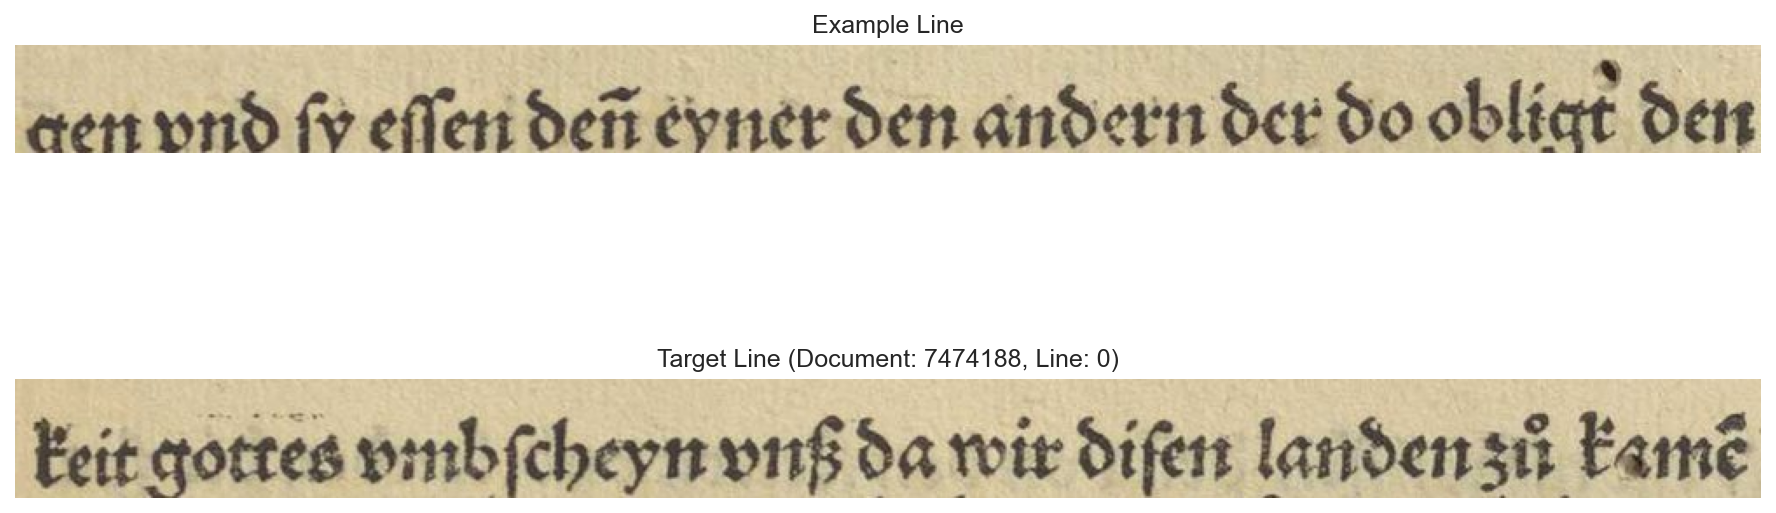 Example Line
gen vnd ſy eſſen deñ eyner den andern der do obligt den
Target Line (Document: 7474188, Line: 0)
keit gottes vmbſcheyn vnß da wir diſen landen zů kamē